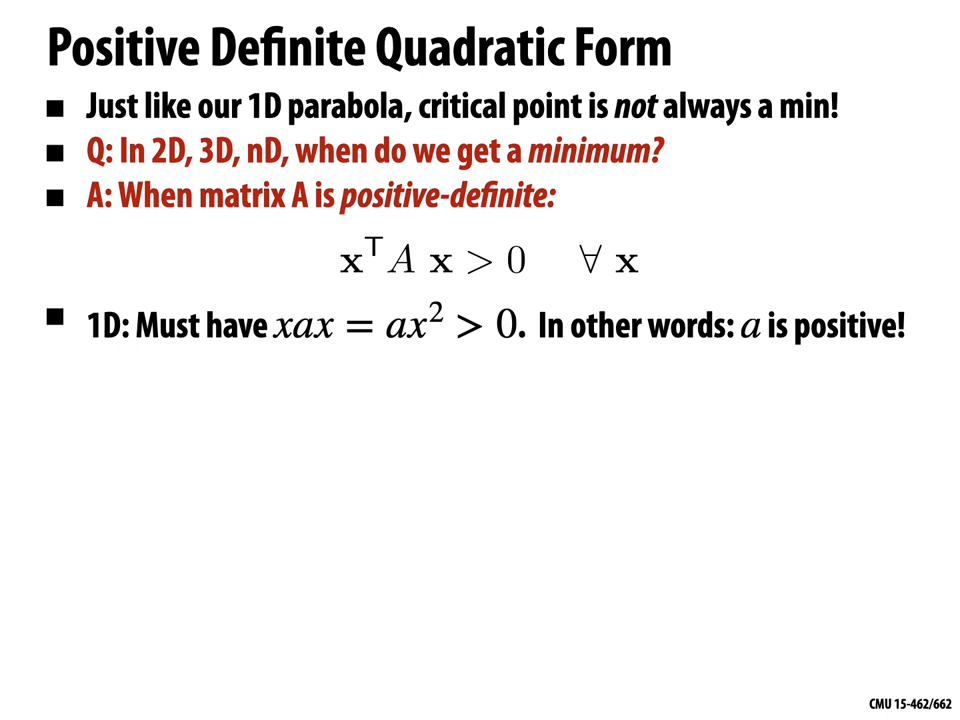 Positive Definite Quadratic Form
■ Just like our 1D parabola, critical point is not always a min!
■ Q: In 2D, 3D, nD, when do we get a minimum?
■ A: When matrix A is positive-definite:
x⊤A x > 0 ∀ x
■ 1D: Must have xax = ax² > 0. In other words: a is positive!
CMU 15-462/662